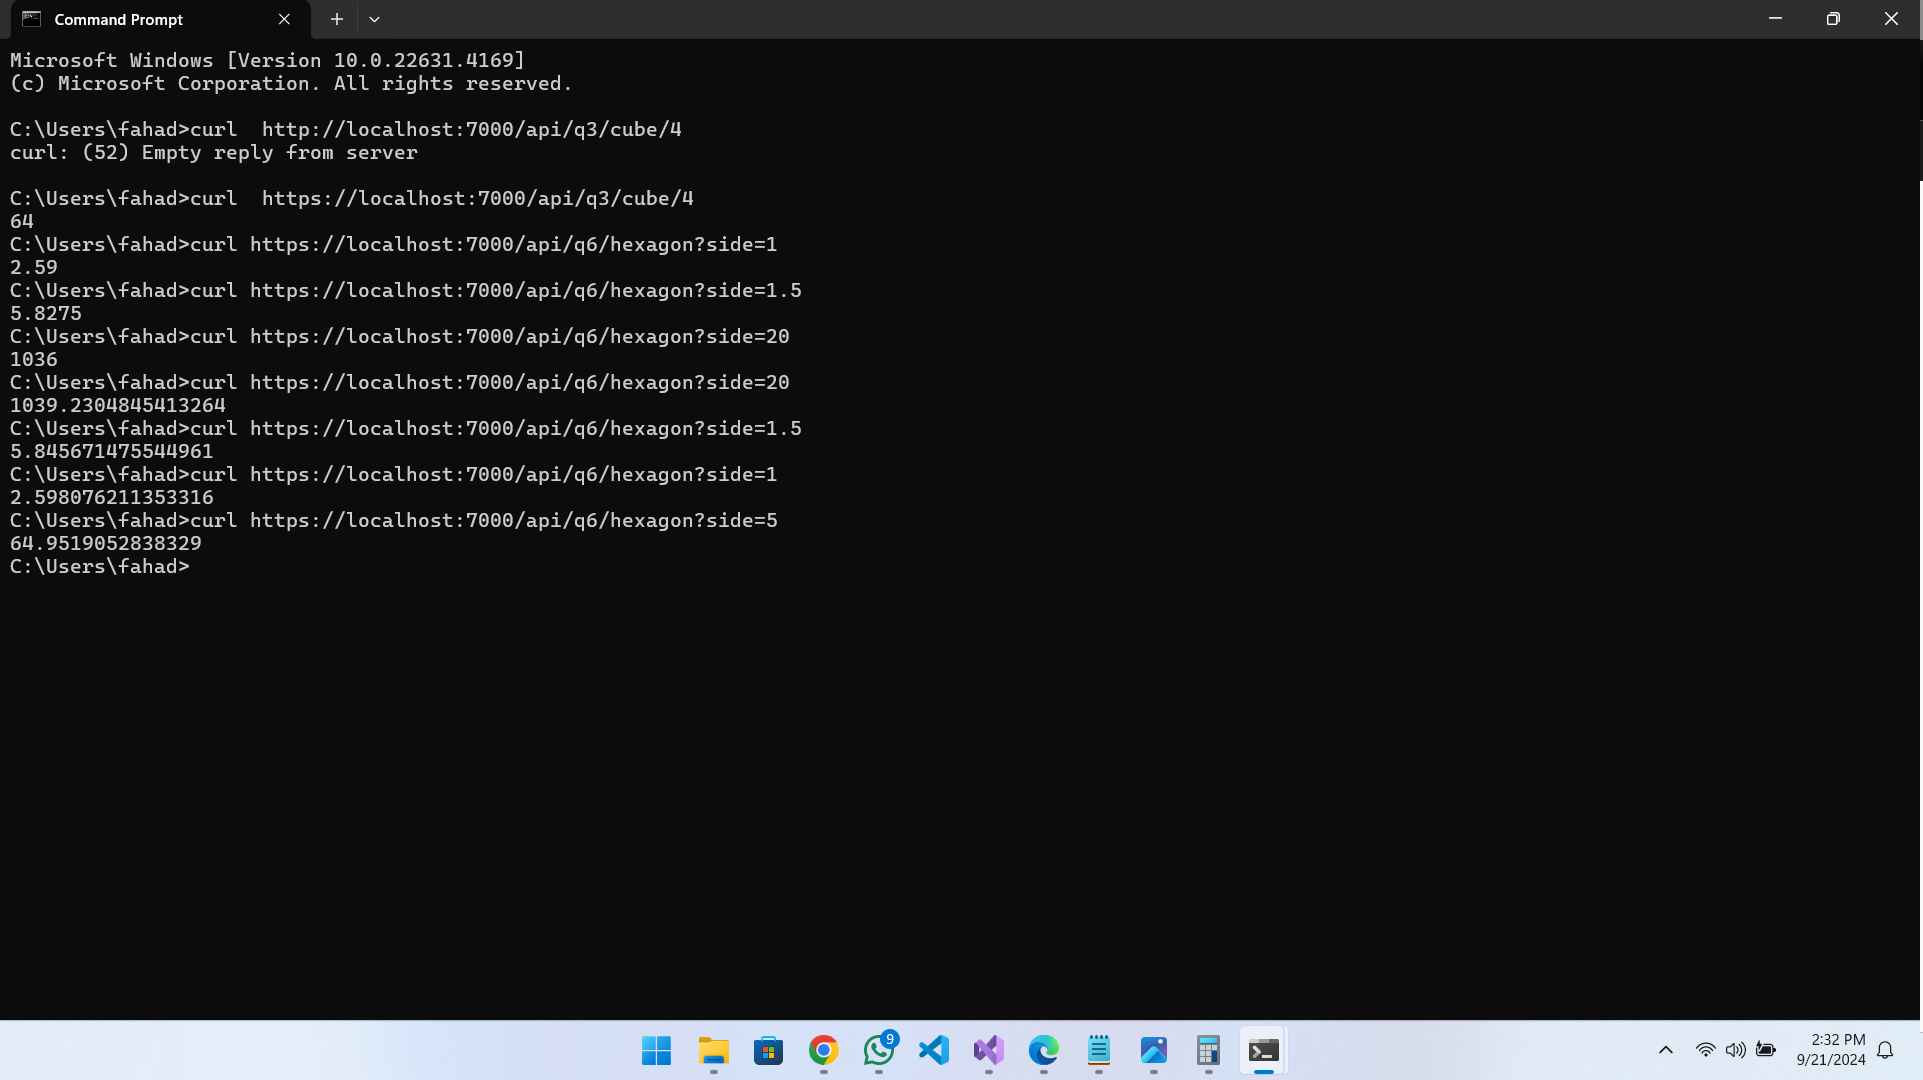 Command Prompt
Microsoft Windows [Version 10.0.22631.4169]
(c) Microsoft Corporation. All rights reserved.
C:\Users\fahad>curl  http://localhost:7000/api/q3/cube/4
curl: (52) Empty reply from server
C:\Users\fahad>curl  https://localhost:7000/api/q3/cube/4
64
C:\Users\fahad>curl https://localhost:7000/api/q6/hexagon?side=1
2.59
C:\Users\fahad>curl https://localhost:7000/api/q6/hexagon?side=1.5
5.8275
C:\Users\fahad>curl https://localhost:7000/api/q6/hexagon?side=20
1036
C:\Users\fahad>curl https://localhost:7000/api/q6/hexagon?side=20
1039.2304845413264
C:\Users\fahad>curl https://localhost:7000/api/q6/hexagon?side=1.5
5.845671475544961
C:\Users\fahad>curl https://localhost:7000/api/q6/hexagon?side=1
2.598076211353316
C:\Users\fahad>curl https://localhost:7000/api/q6/hexagon?side=5
64.9519052838329
C:\Users\fahad>
9
2:32 PM
9/21/2024